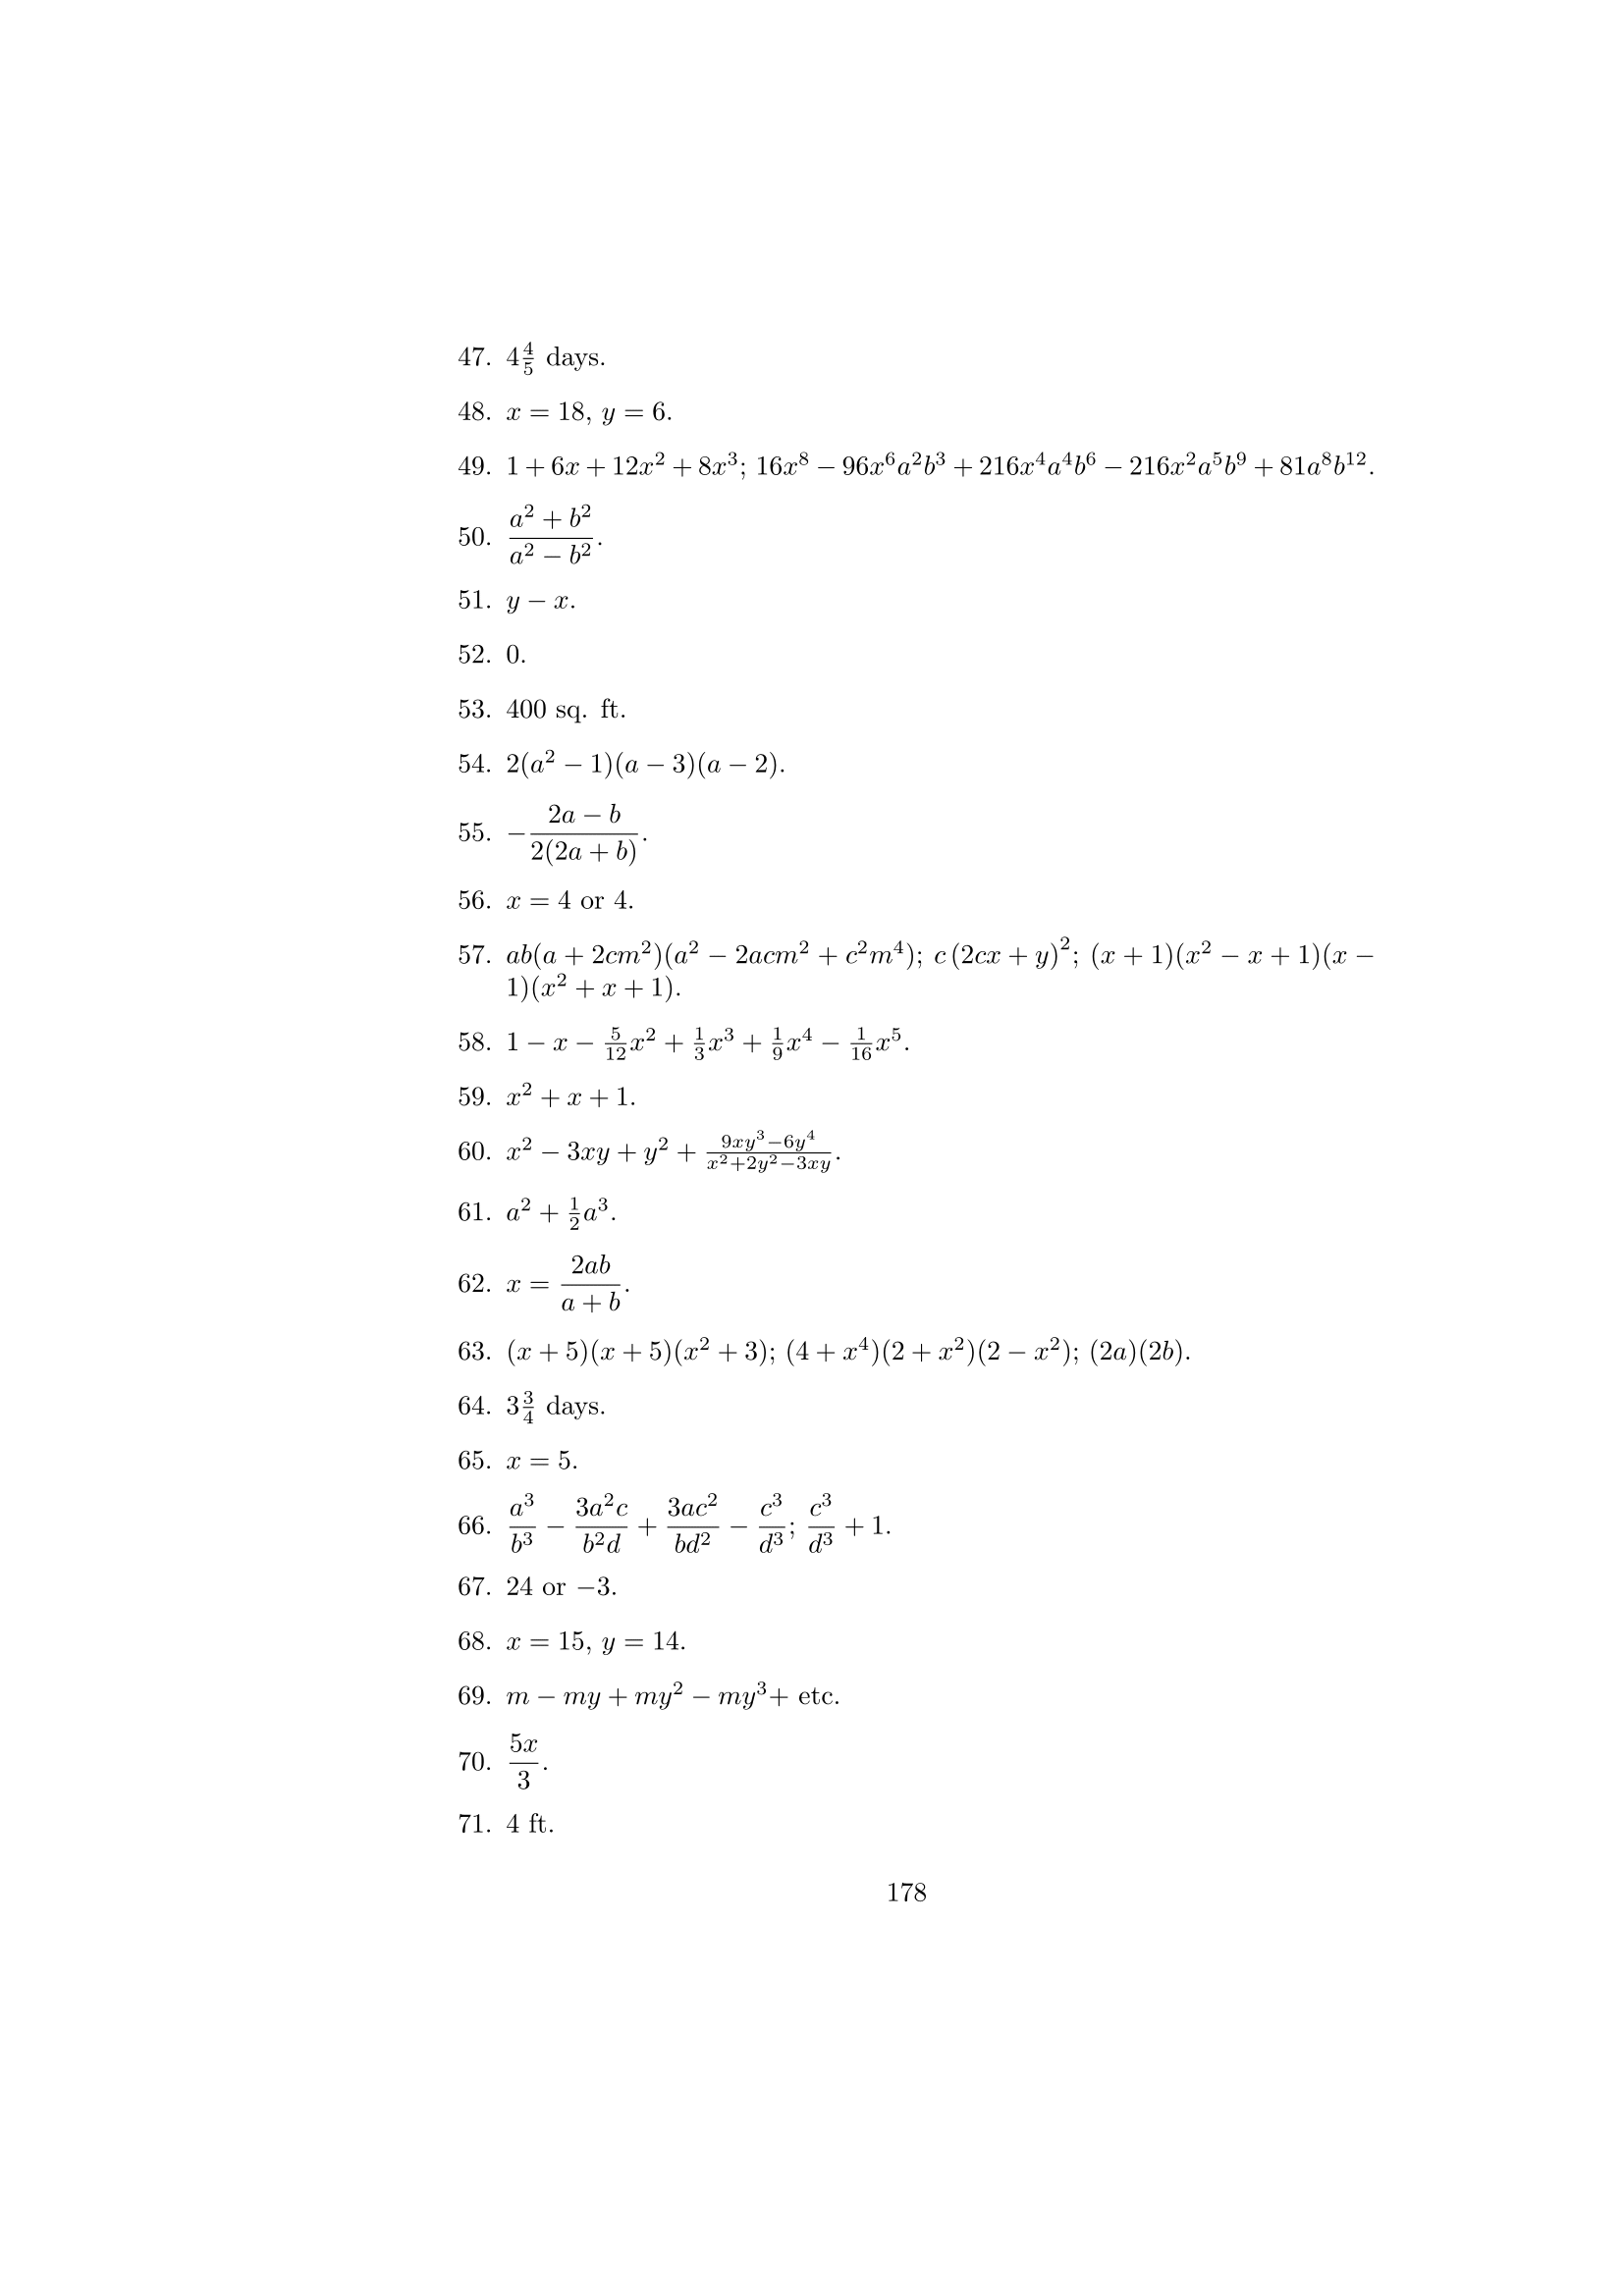 47. $4\frac{4}{5}$ days.
48. $x = 18$, $y = 6$.
49. $1 + 6x + 12x^2 + 8x^3$; $16x^8 - 96x^6a^2b^3 + 216x^4a^4b^6 - 216x^2a^5b^9 + 81a^8b^{12}$.
50. $\dfrac{a^2 + b^2}{a^2 - b^2}$.
51. $y - x$.
52. 0.
53. 400 sq. ft.
54. $2(a^2 - 1)(a - 3)(a - 2)$.
55. $-\dfrac{2a - b}{2(2a + b)}$.
56. $x = 4$ or 4.
57. $ab(a + 2cm^2)(a^2 - 2acm^2 + c^2m^4)$; $c\,(2cx + y)^2$; $(x + 1)(x^2 - x + 1)(x -$
$1)(x^2 + x + 1)$.
58. $1 - x - \frac{5}{12}x^2 + \frac{1}{3}x^3 + \frac{1}{9}x^4 - \frac{1}{16}x^5$.
59. $x^2 + x + 1$.
60. $x^2 - 3xy + y^2 + \frac{9xy^3 - 6y^4}{x^2 + 2y^2 - 3xy}$.
61. $a^2 + \frac{1}{2}a^3$.
62. $x = \dfrac{2ab}{a + b}$.
63. $(x + 5)(x + 5)(x^2 + 3)$; $(4 + x^4)(2 + x^2)(2 - x^2)$; $(2a)(2b)$.
64. $3\frac{3}{4}$ days.
65. $x = 5$.
66. $\dfrac{a^3}{b^3} - \dfrac{3a^2c}{b^2d} + \dfrac{3ac^2}{bd^2} - \dfrac{c^3}{d^3}$; $\dfrac{c^3}{d^3} + 1$.
67. 24 or $-3$.
68. $x = 15$, $y = 14$.
69. $m - my + my^2 - my^3 +$ etc.
70. $\dfrac{5x}{3}$.
71. 4 ft.
178